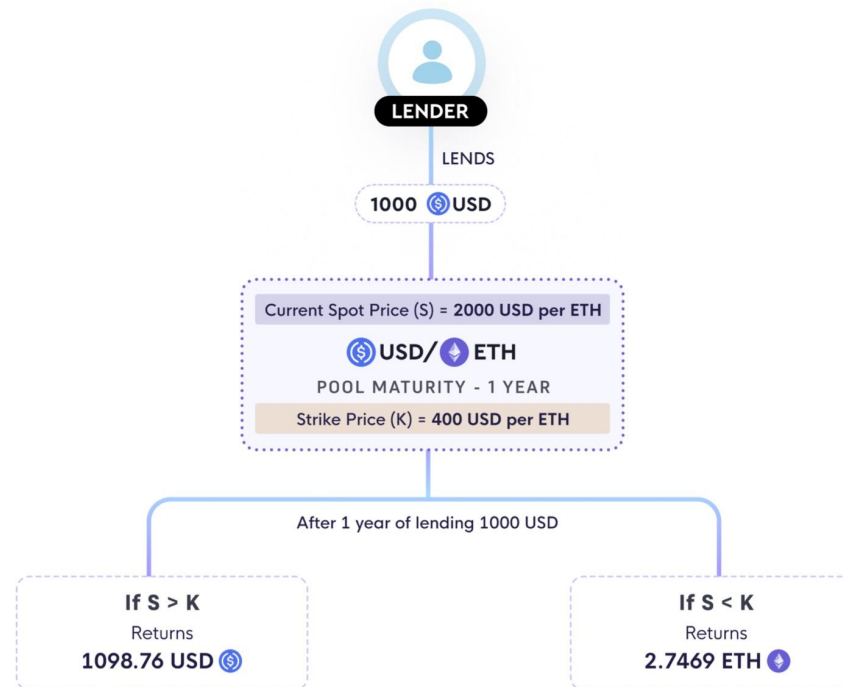 LENDER
LENDS
1000 USD
Current Spot Price (S) = 2000 USD per ETH
USD/ ETH
POOL MATURITY - 1 YEAR
Strike Price (K) = 400 USD per ETH
After 1 year of lending 1000 USD
If S > K
Returns
1098.76 USD
If S < K
Returns
2.7469 ETH